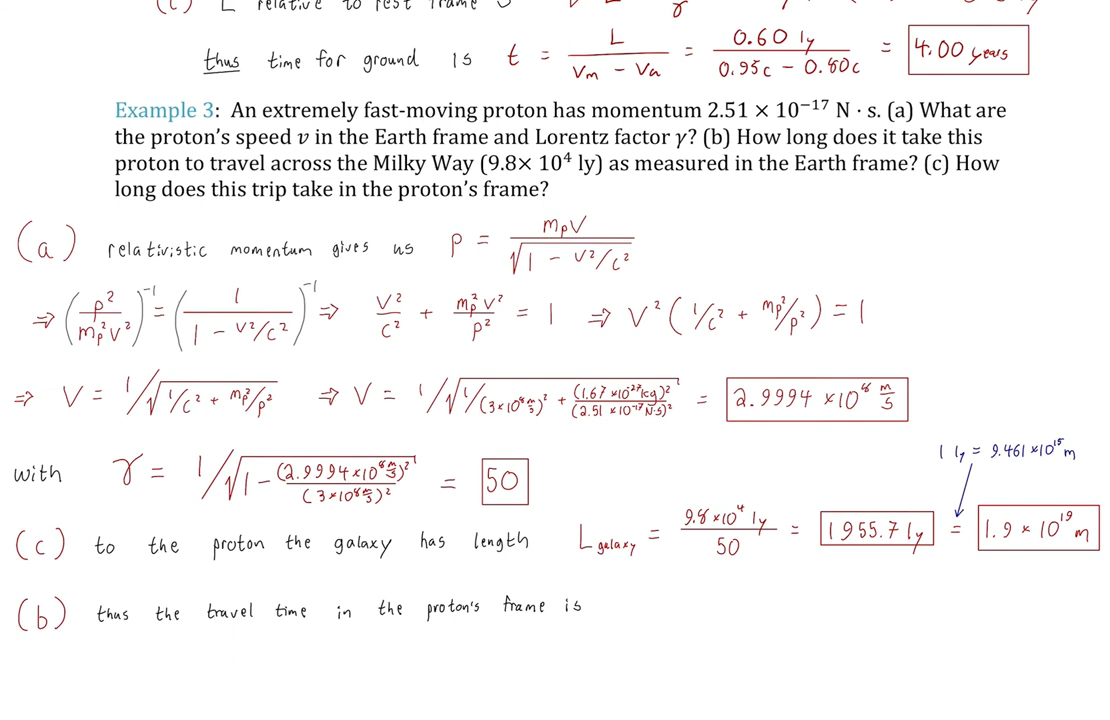 (c) L relative to rest frame
thus time for ground is t = L / (Vm - Va) = 0.60 ly / (0.95c - 0.80c) = 4.00 years
Example 3: An extremely fast-moving proton has momentum 2.51 × 10⁻¹⁷ N · s. (a) What are
the proton's speed v in the Earth frame and Lorentz factor γ? (b) How long does it take this
proton to travel across the Milky Way (9.8× 10⁴ ly) as measured in the Earth frame? (c) How
long does this trip take in the proton's frame?
(a) relativistic momentum gives us p = mₚV / √(1 - V²/c²)
⇒ (p² / mₚ²V²)⁻¹ = (1 / (1 - V²/c²))⁻¹ ⇒ V²/c² + mₚ²V²/p² = 1 ⇒ V² (1/c² + mₚ²/p²) = 1
⇒ V = 1/√(1/c² + mₚ²/p²) ⇒ V = 1/√(1/(3×10⁸ m/s)² + (1.67 ×10⁻²⁷kg)²/(2.51 ×10⁻¹⁷N·s)²) = 2.9994 ×10⁸ m/s
1 ly = 9.461 ×10¹⁵ m
with γ = 1/√(1 - (2.9994×10⁸ m/s)²/(3×10⁸ m/s)²) = 50
(c) to the proton the galaxy has length L galaxy = 9.8 ×10⁴ ly / 50 = 1955.7 ly = 1.9 × 10¹⁹ m
(b) thus the travel time in the proton's frame is